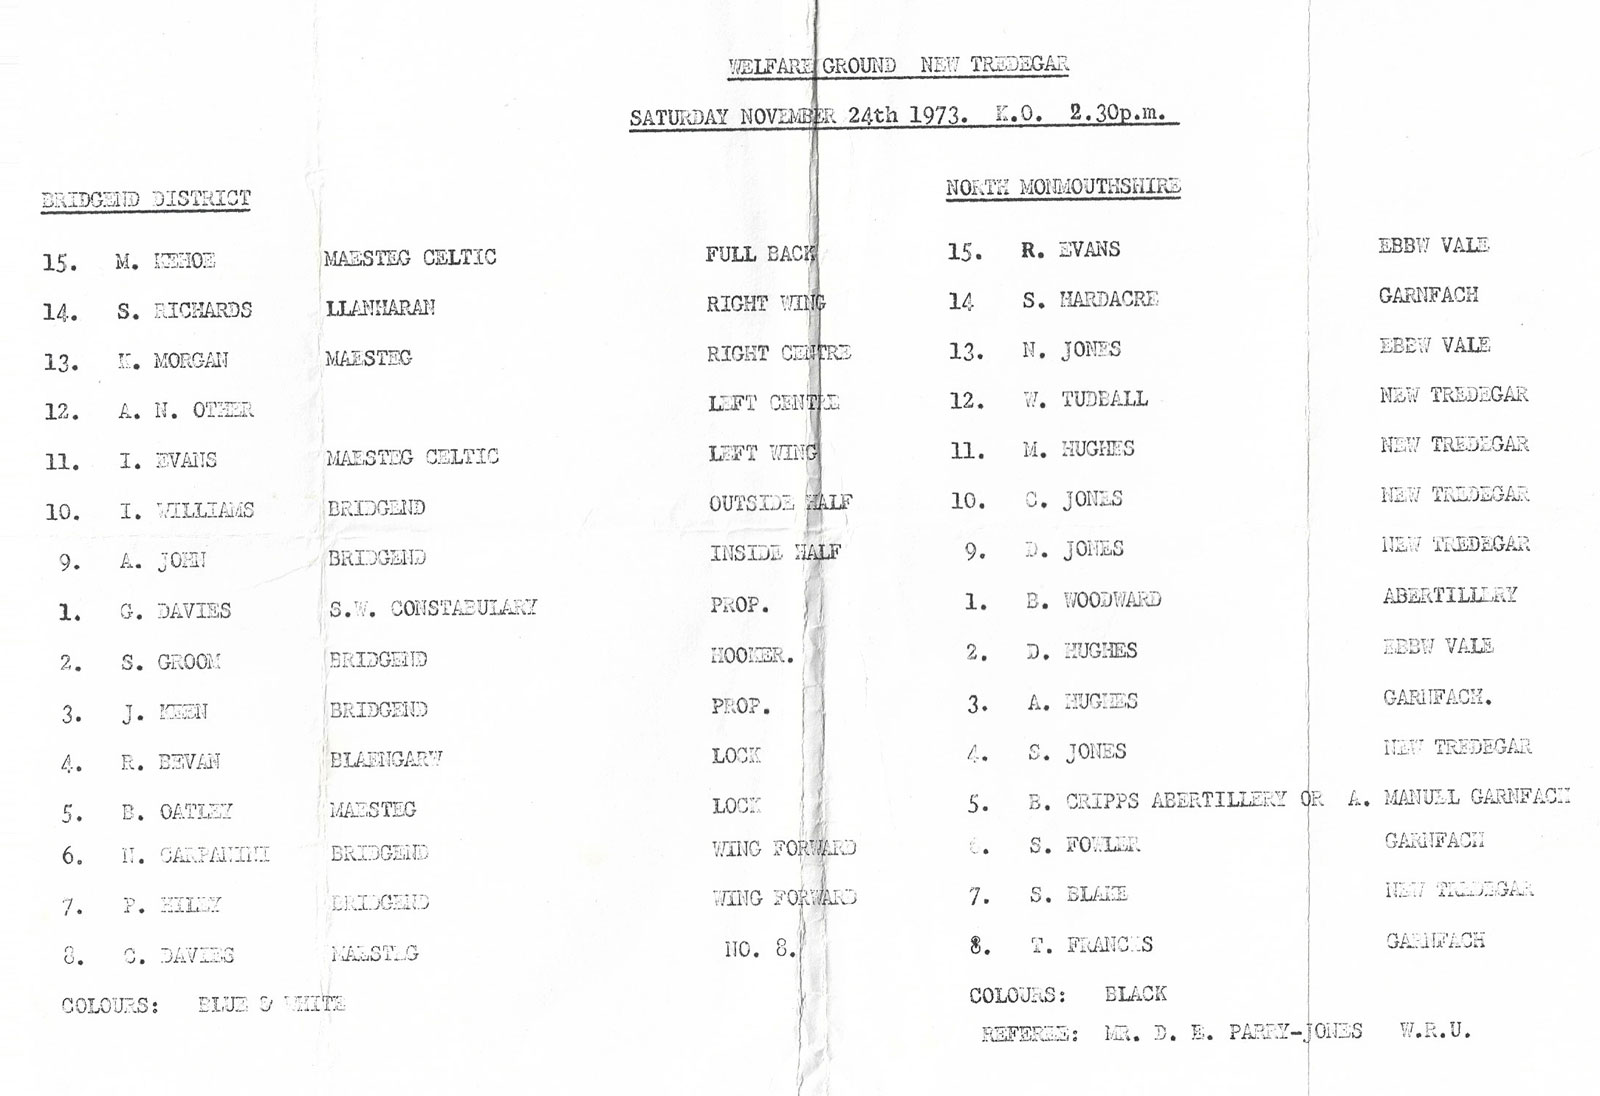 WELFARE GROUND NEW TREDEGAR
SATURDAY NOVEMBER 24th 1973. K.O. 2.30p.m.
BRIDGEND DISTRICT
15. M. KEHOE MAESTEG CELTIC FULL BACK
14. S. RICHARDS LLANHARAN RIGHT WING
13. K. MORGAN MAESTEG RIGHT CENTRE
12. A. N. OTHER LEFT CENTRE
11. I. EVANS MAESTEG CELTIC LEFT WING
10. I. WILLIAMS BRIDGEND OUTSIDE HALF
9. A. JOHN BRIDGEND INSIDE HALF
1. G. DAVIES S.W. CONSTABULARY PROP.
2. S. GROOM BRIDGEND HOOKER.
3. J. KEEN BRIDGEND PROP.
4. R. BEVAN BLAENGARW LOCK
5. B. OATLEY MAESTEG LOCK
6. N. CARPANINI BRIDGEND WING FORWARD
7. P. HILEY BRIDGEND WING FORWARD
8. C. DAVIES MAESTEG NO. 8.
COLOURS: BLUE & WHITE
NORTH MONMOUTHSHIRE
15. R. EVANS EBBW VALE
14 S. HARDACRE GARNFACH
13. N. JONES EBBW VALE
12. W. TUDBALL NEW TREDEGAR
11. M. HUGHES NEW TREDEGAR
10. C. JONES NEW TREDEGAR
9. D. JONES NEW TREDEGAR
1. B. WOODWARD ABERTILLERY
2. D. HUGHES EBBW VALE
3. A. HUGHES GARNFACH.
4. S. JONES NEW TREDEGAR
5. B. CRIPPS ABERTILLERY OR A. MANUEL GARNFACH
6. S. FOWLER GARNFACH
7. S. BLAKE NEW TREDEGAR
8. T. FRANCIS GARNFACH
COLOURS: BLACK
REFEREE: MR. D. E. PARRY-JONES W.R.U.